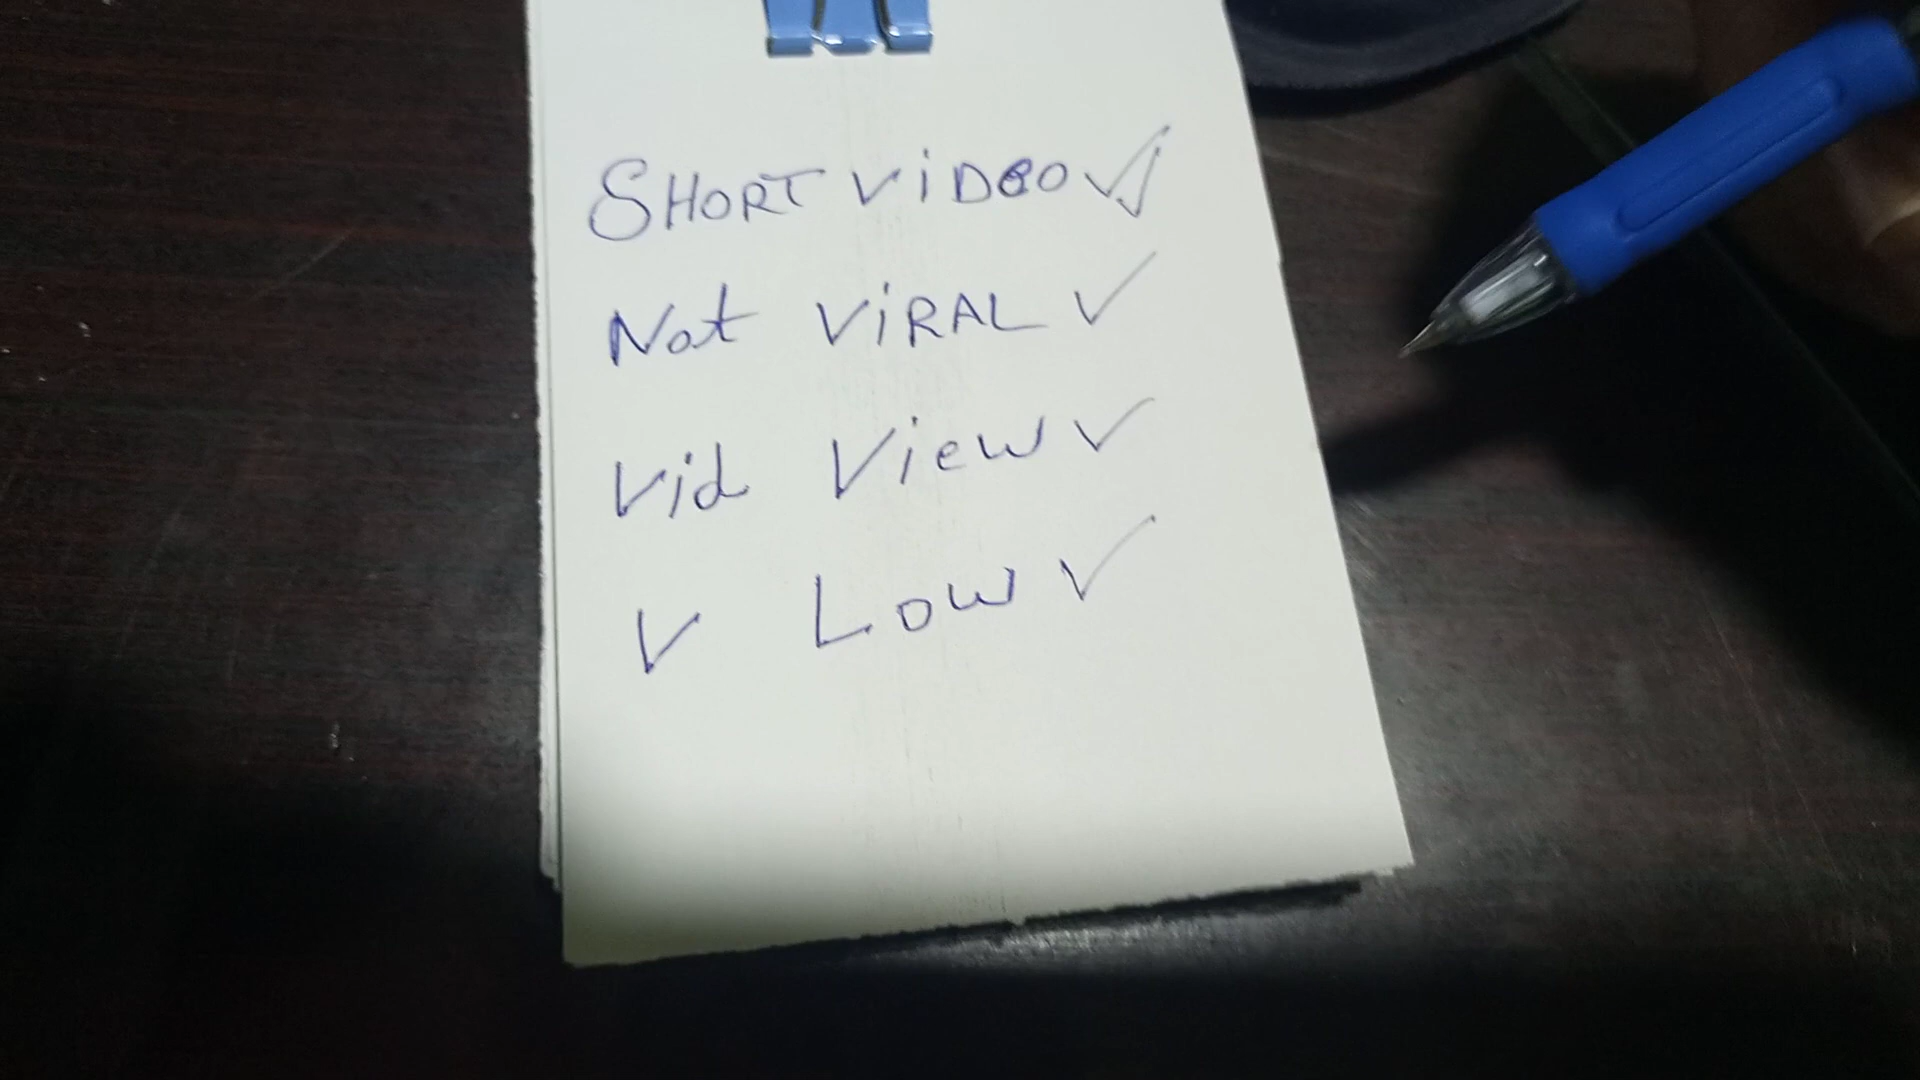 SHORT ViDEO ✓
Not ViRAL ✓
Vid View ✓
V Low ✓